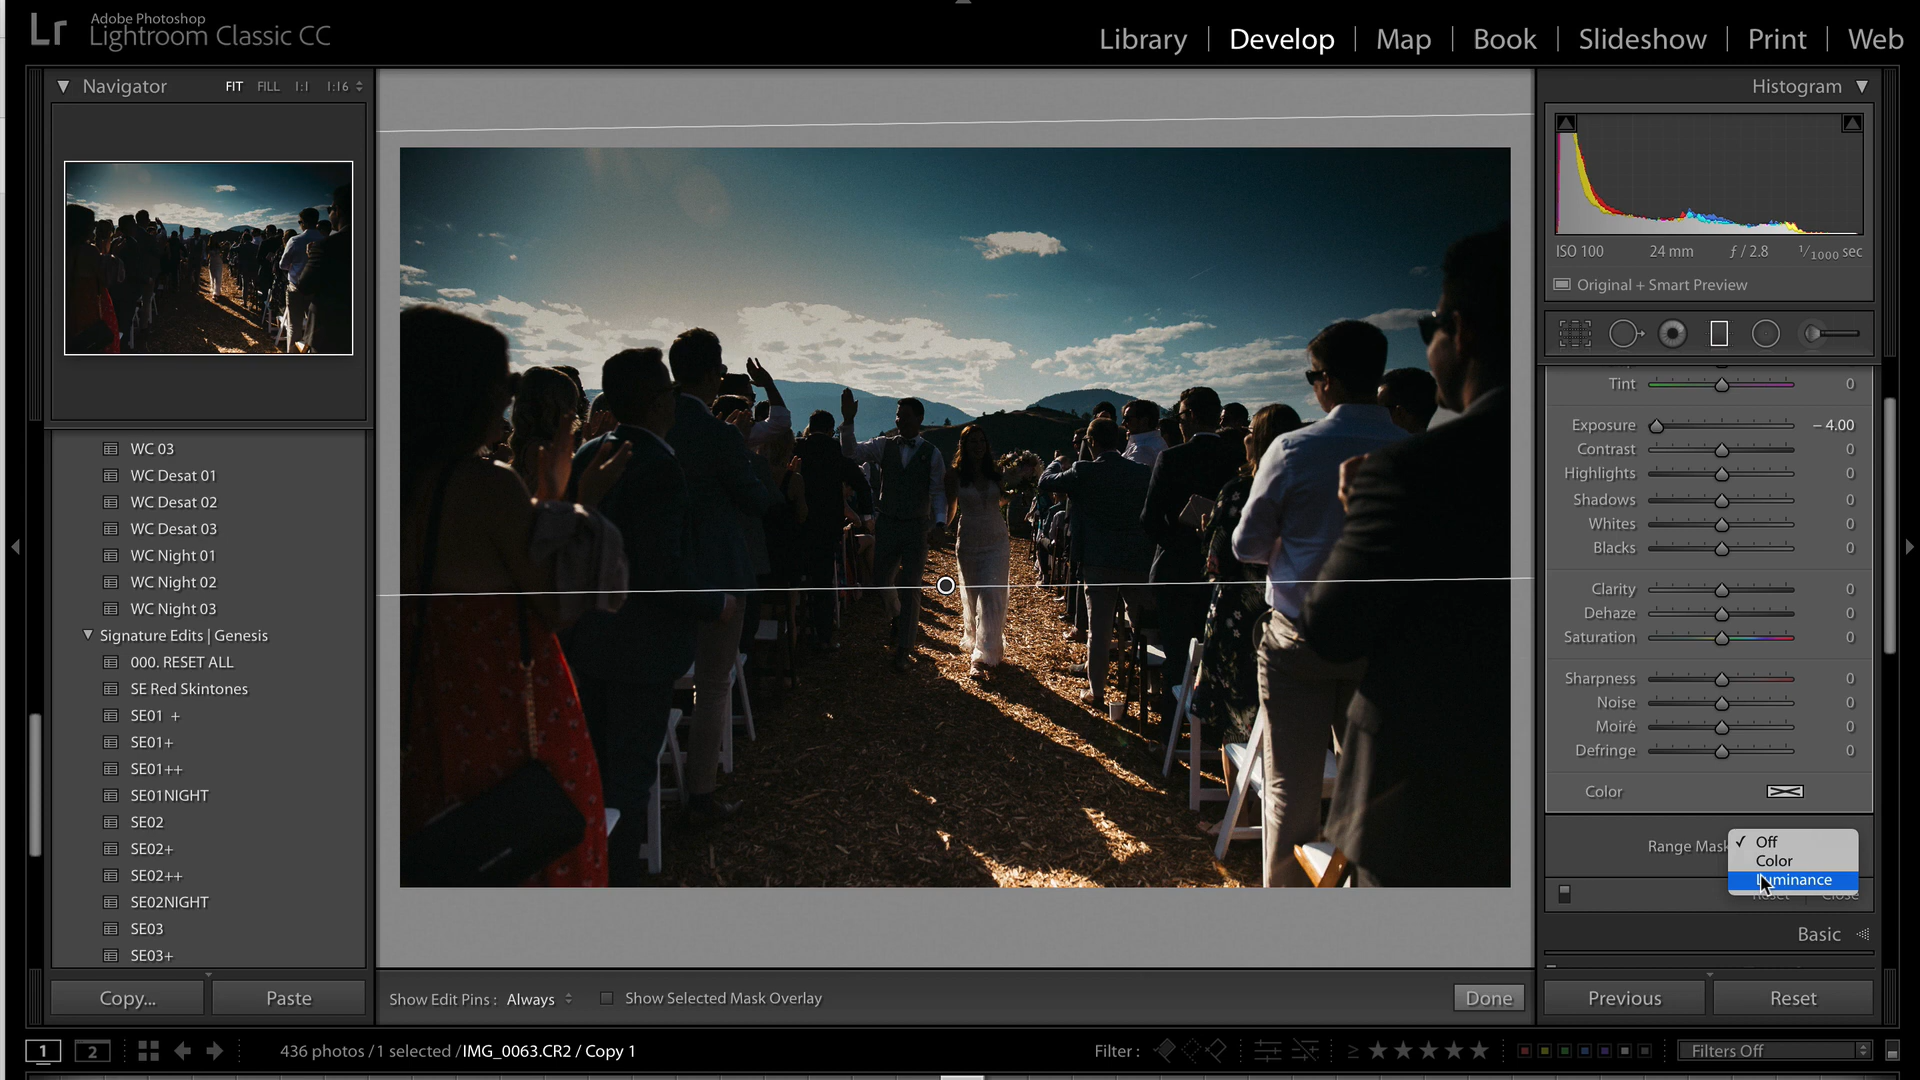 Lr Adobe Photoshop
Lightroom Classic CC
Library | Develop | Map | Book | Slideshow | Print | Web
Navigator FIT FILL 1:1 1:16
WC 03
WC Desat 01
WC Desat 02
WC Desat 03
WC Night 01
WC Night 02
WC Night 03
Signature Edits | Genesis
000. RESET ALL
SE Red Skintones
SE01 +
SE01+
SE01++
SE01NIGHT
SE02
SE02+
SE02++
SE02NIGHT
SE03
SE03+
Copy... Paste
Show Edit Pins : Always Show Selected Mask Overlay Done
Histogram
ISO 100 24 mm ƒ / 2.8 1/1000 sec
Original + Smart Preview
Tint 0
Exposure – 4.00
Contrast 0
Highlights 0
Shadows 0
Whites 0
Blacks 0
Clarity 0
Dehaze 0
Saturation 0
Sharpness 0
Noise 0
Moiré 0
Defringe 0
Color
Range Mask
✓ Off
Color
Luminance
Reset Close
Basic
Previous Reset
1 2 436 photos / 1 selected / IMG_0063.CR2 / Copy 1 Filter : ≥ ★★★★★ Filters Off